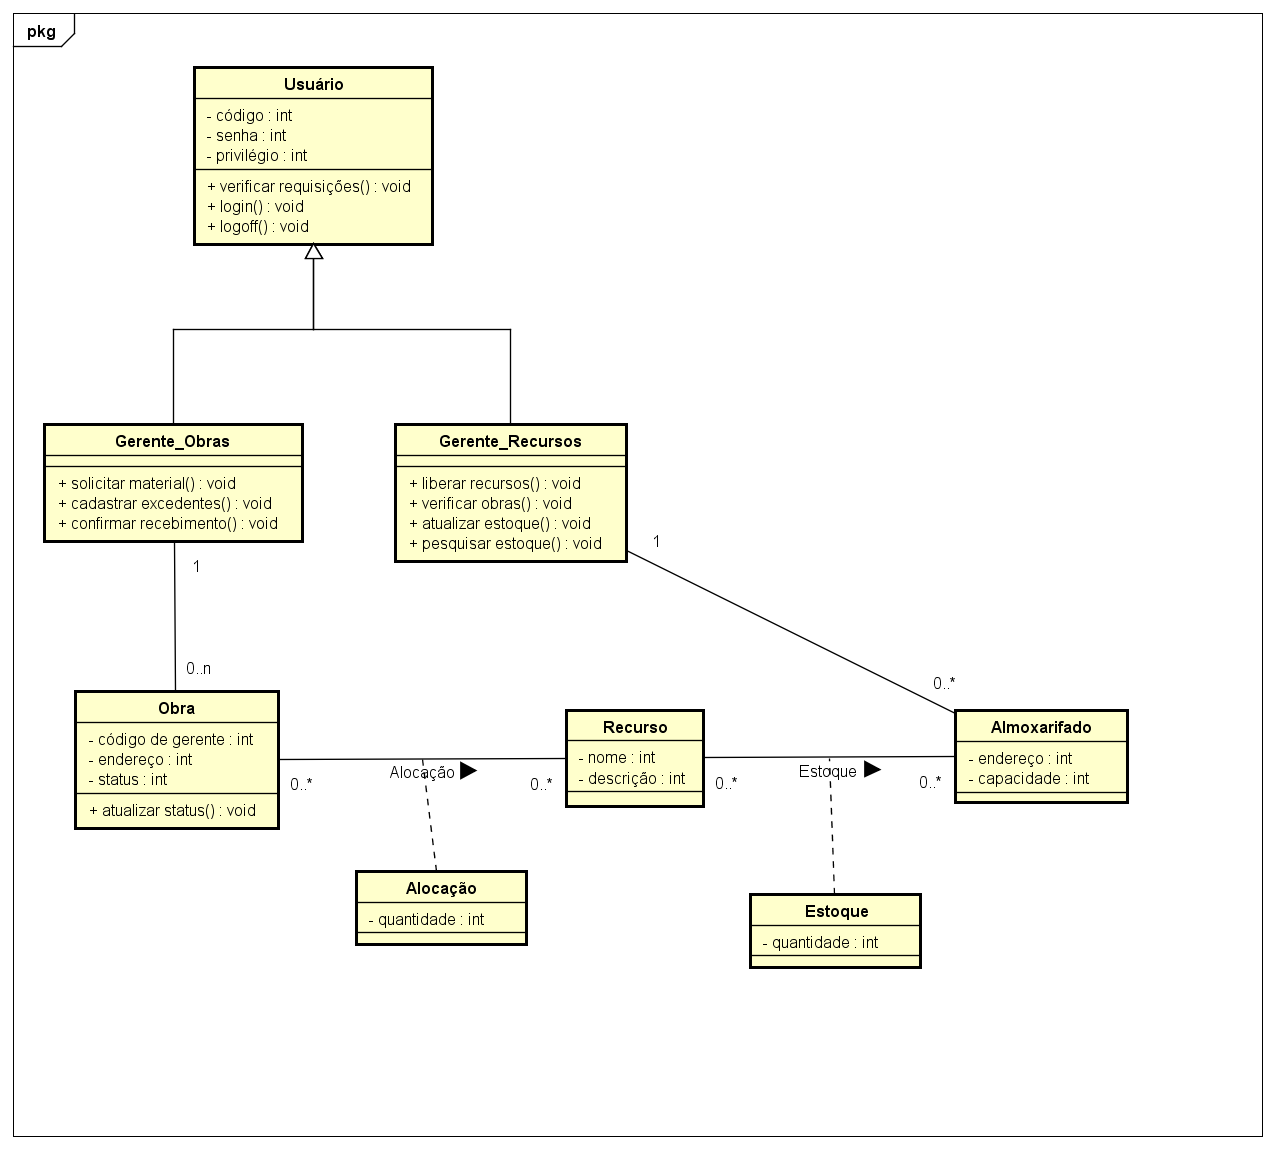 pkg
Usuário
- código : int
- senha : int
- privilégio : int
+ verificar requisições() : void
+ login() : void
+ logoff() : void
Gerente_Obras
+ solicitar material() : void
+ cadastrar excedentes() : void
+ confirmar recebimento() : void
Gerente_Recursos
+ liberar recursos() : void
+ verificar obras() : void
+ atualizar estoque() : void
+ pesquisar estoque() : void
1
1
0..n
0..*
Obra
- código de gerente : int
- endereço : int
- status : int
+ atualizar status() : void
0..*
Alocação
0..*
Recurso
- nome : int
- descrição : int
0..*
Estoque
0..*
Almoxarifado
- endereço : int
- capacidade : int
Alocação
- quantidade : int
Estoque
- quantidade : int